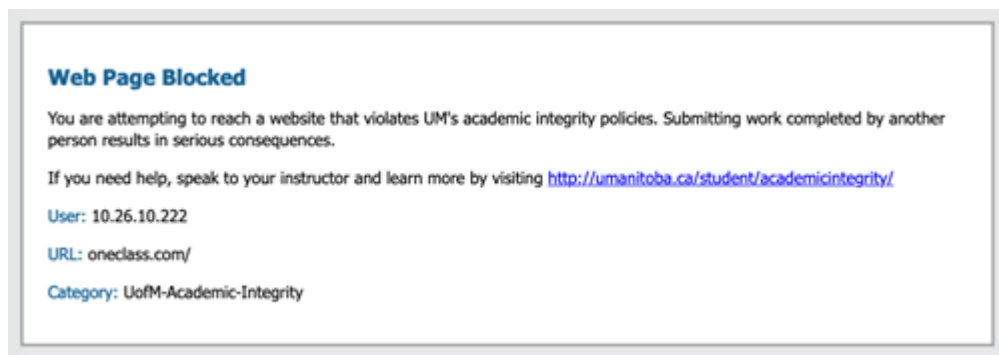 Web Page Blocked
You are attempting to reach a website that violates UM's academic integrity policies. Submitting work completed by another
person results in serious consequences.
If you need help, speak to your instructor and learn more by visiting http://umanitoba.ca/student/academicintegrity/
User: 10.26.10.222
URL: oneclass.com/
Category: UofM-Academic-Integrity